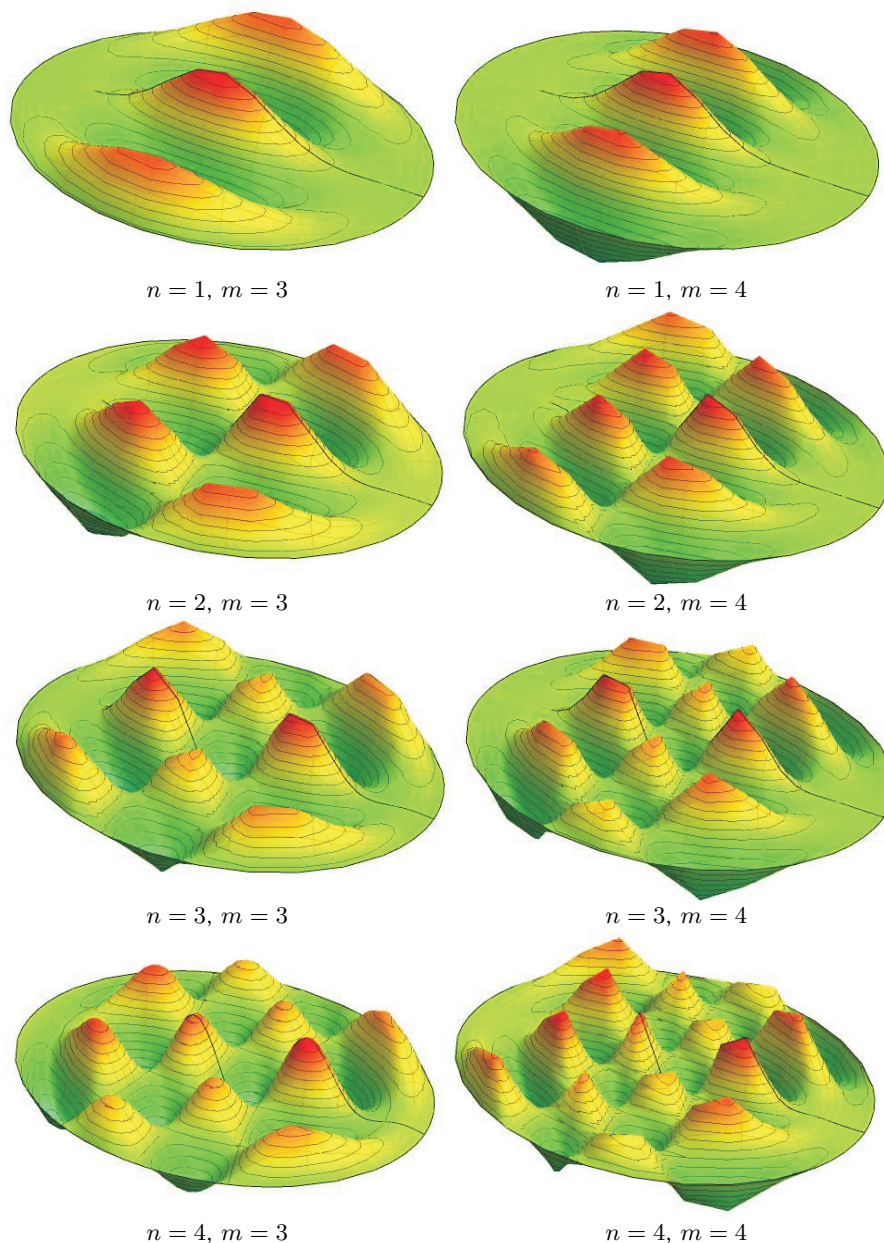 n = 1, m = 3
n = 1, m = 4
n = 2, m = 3
n = 2, m = 4
n = 3, m = 3
n = 3, m = 4
n = 4, m = 3
n = 4, m = 4